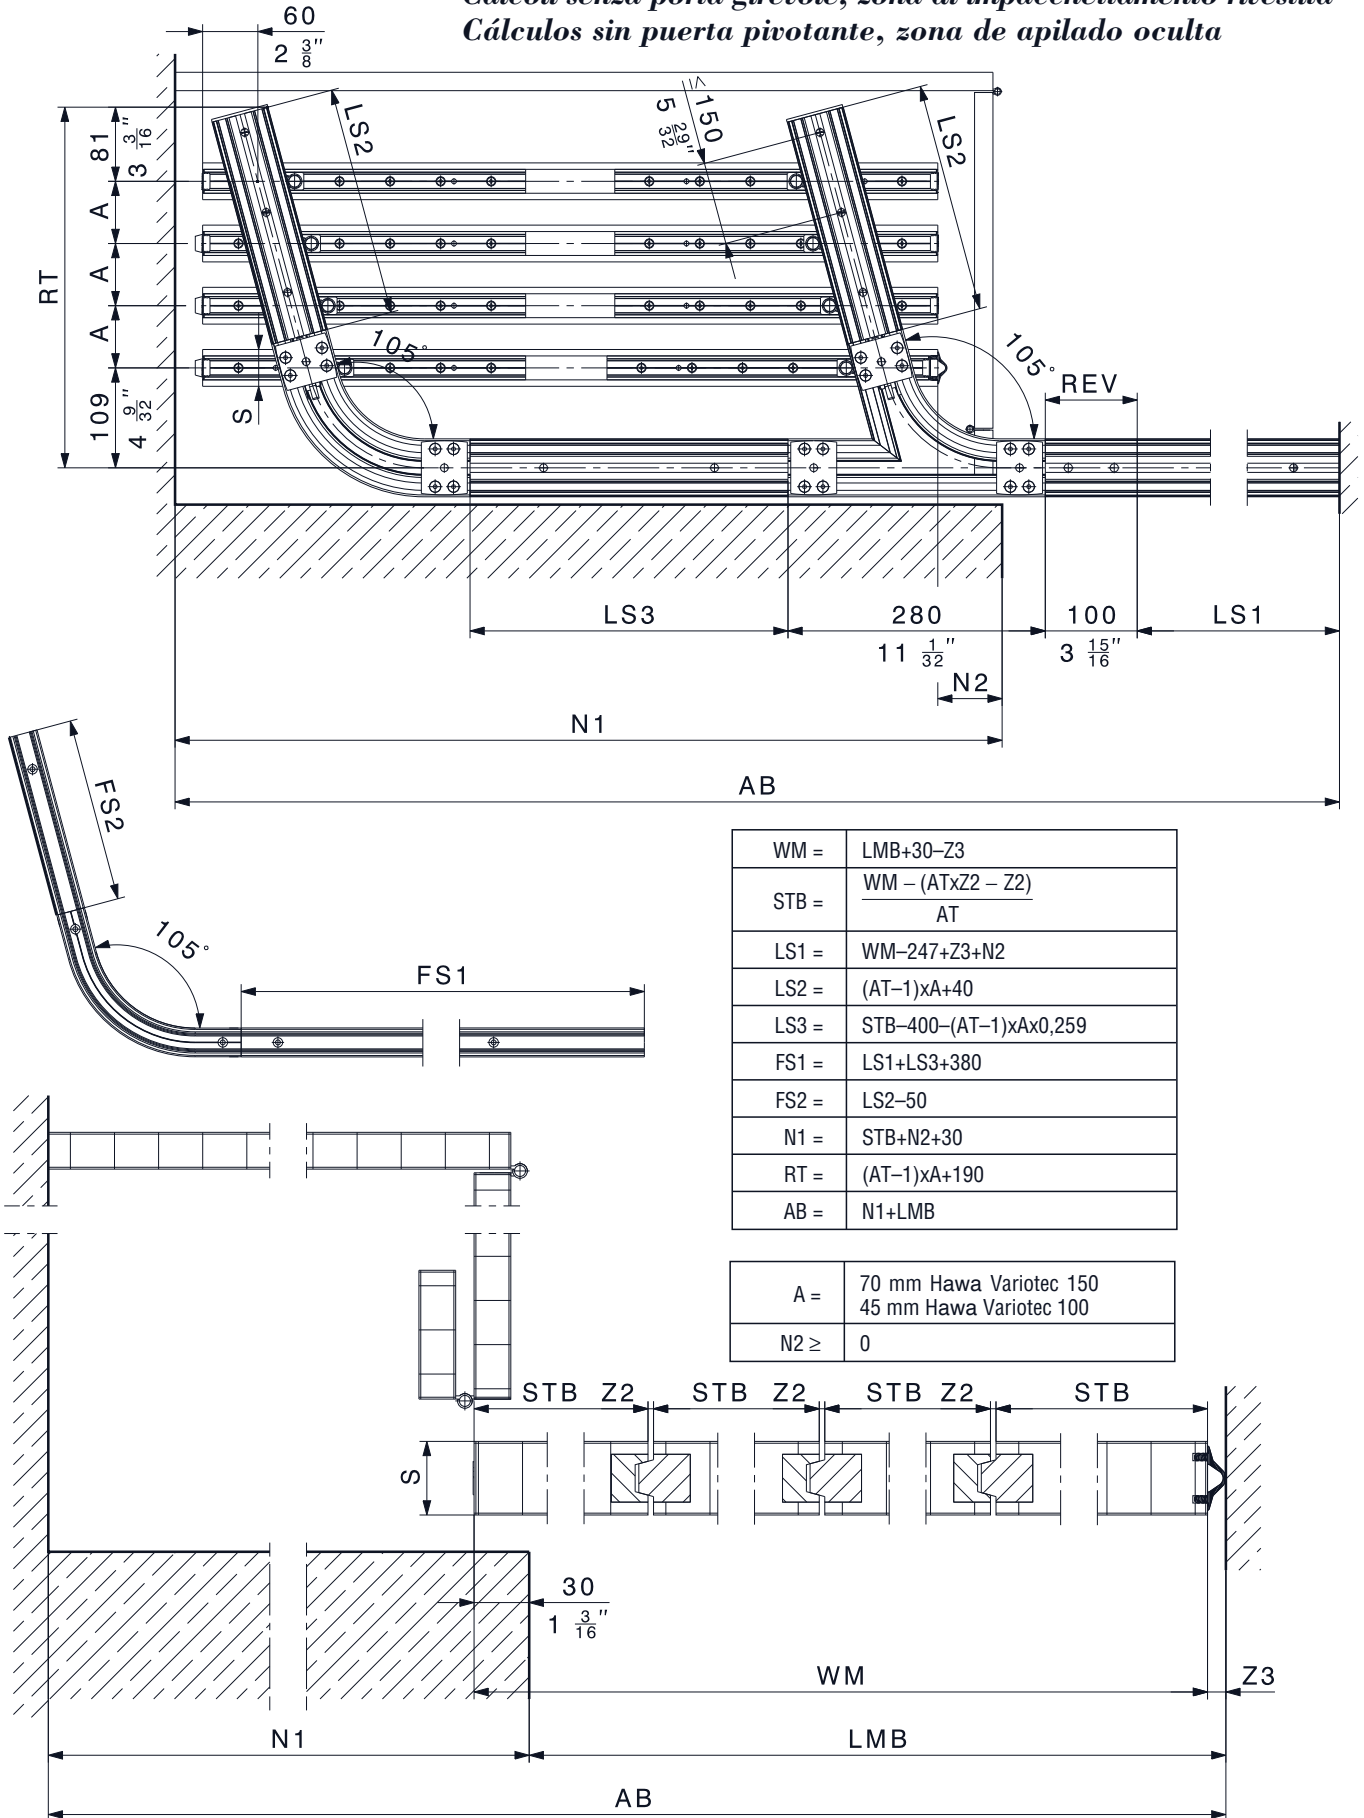 Cálculos sin puerta pivotante, zona de apilado oculta
60
2 3/8"
LS2
≥150
5 29/32"
LS2
81
3 3/16"
A
A
A
RT
109
4 9/32"
S
105°
105°
REV
LS3
280
11 1/32"
100
3 15/16
LS1
N2
N1
AB
FS2
105°
FS1
WM = LMB+30–Z3
STB = WM – (ATxZ2 – Z2)
AT
LS1 = WM–247+Z3+N2
LS2 = (AT–1)xA+40
LS3 = STB–400–(AT–1)xAx0,259
FS1 = LS1+LS3+380
FS2 = LS2–50
N1 = STB+N2+30
RT = (AT–1)xA+190
AB = N1+LMB
A = 70 mm Hawa Variotec 150
45 mm Hawa Variotec 100
N2 ≥ 0
STB Z2 STB Z2 STB Z2 STB
S
30
1 3/16"
WM
Z3
N1
LMB
AB